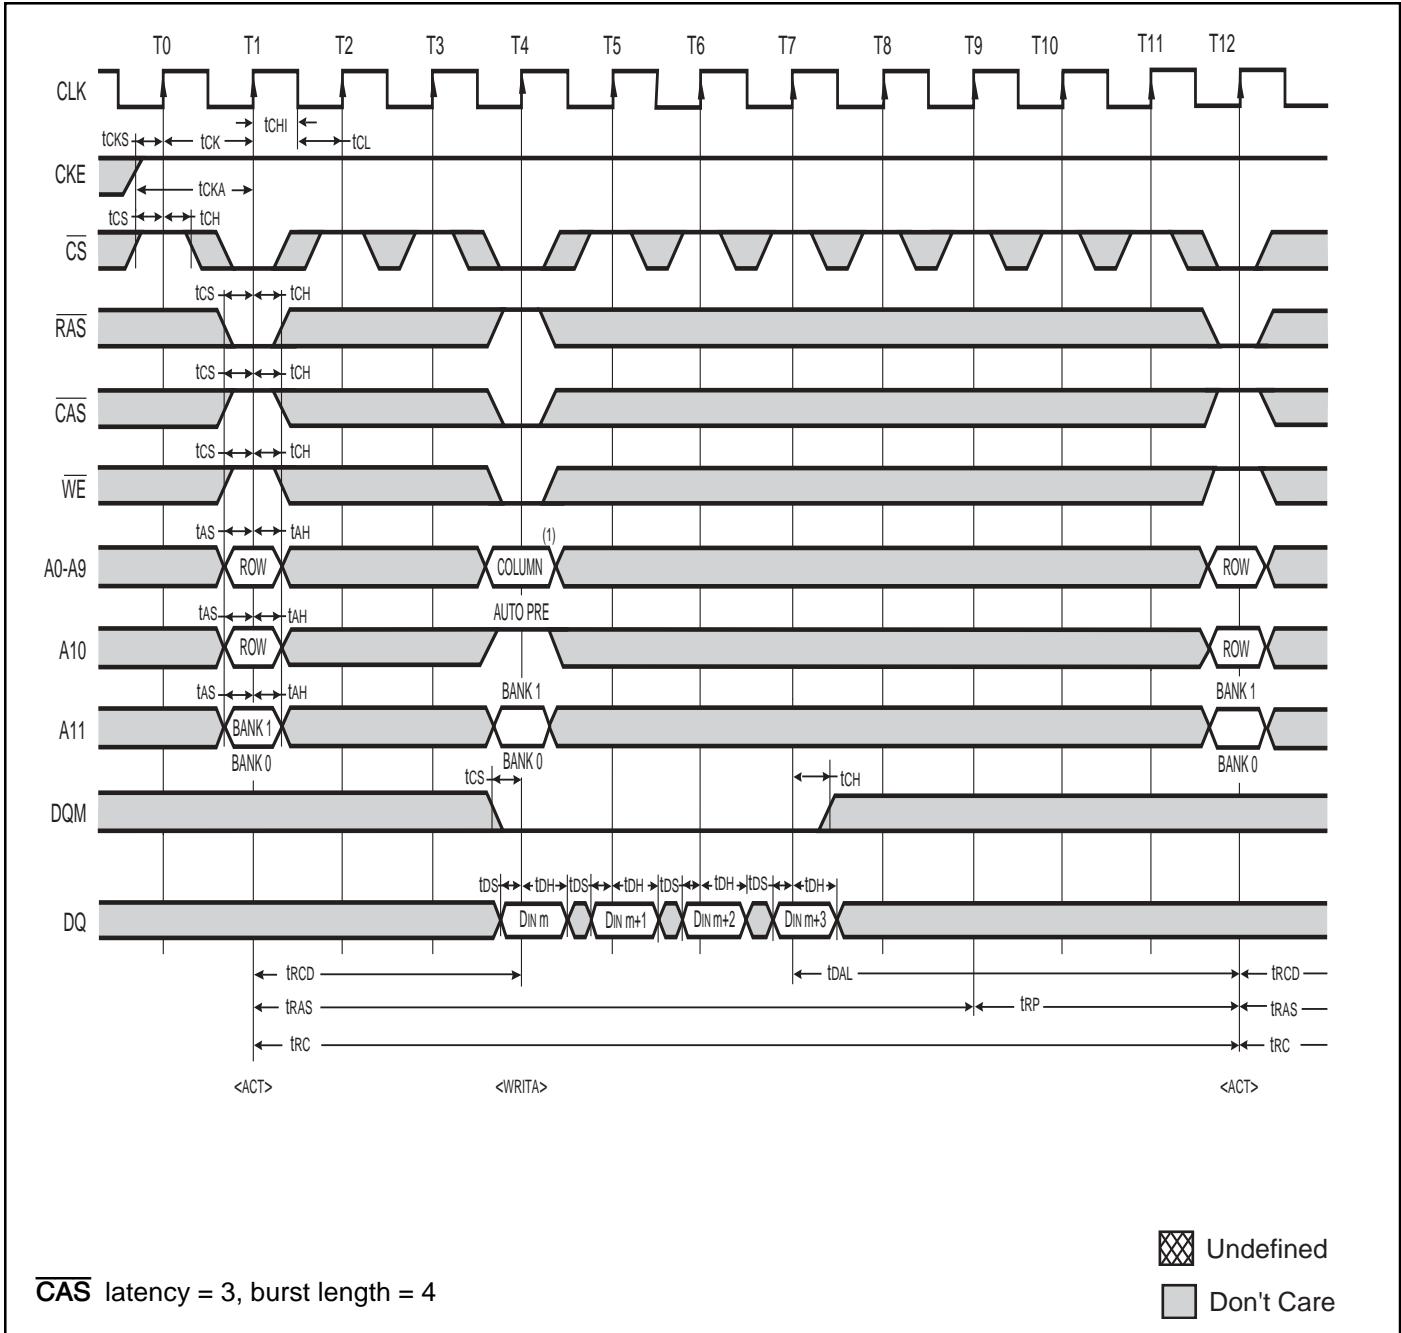 T0 T1 T2 T3 T4 T5 T6 T7 T8 T9 T10 T11 T12
CLK
tCHI
tCKS tCK tCL
CKE
tCKA
tCS tCH
CS
tCS tCH
RAS
tCS tCH
CAS
tCS tCH
WE
tAS tAH (1)
A0-A9 ROW COLUMN ROW
tAS tAH AUTO PRE
A10 ROW ROW
tAS tAH BANK 1 BANK 1
A11 BANK 1
BANK 0 BANK 0 BANK 0
tCS tCH
DQM
tDS tDH tDS tDH tDS tDH tDS tDH
DQ DIN m DIN m+1 DIN m+2 DIN m+3
tRCD tDAL tRCD
tRAS tRP tRAS
tRC tRC
<ACT> <WRITA> <ACT>
Undefined
CAS latency = 3, burst length = 4
Don't Care